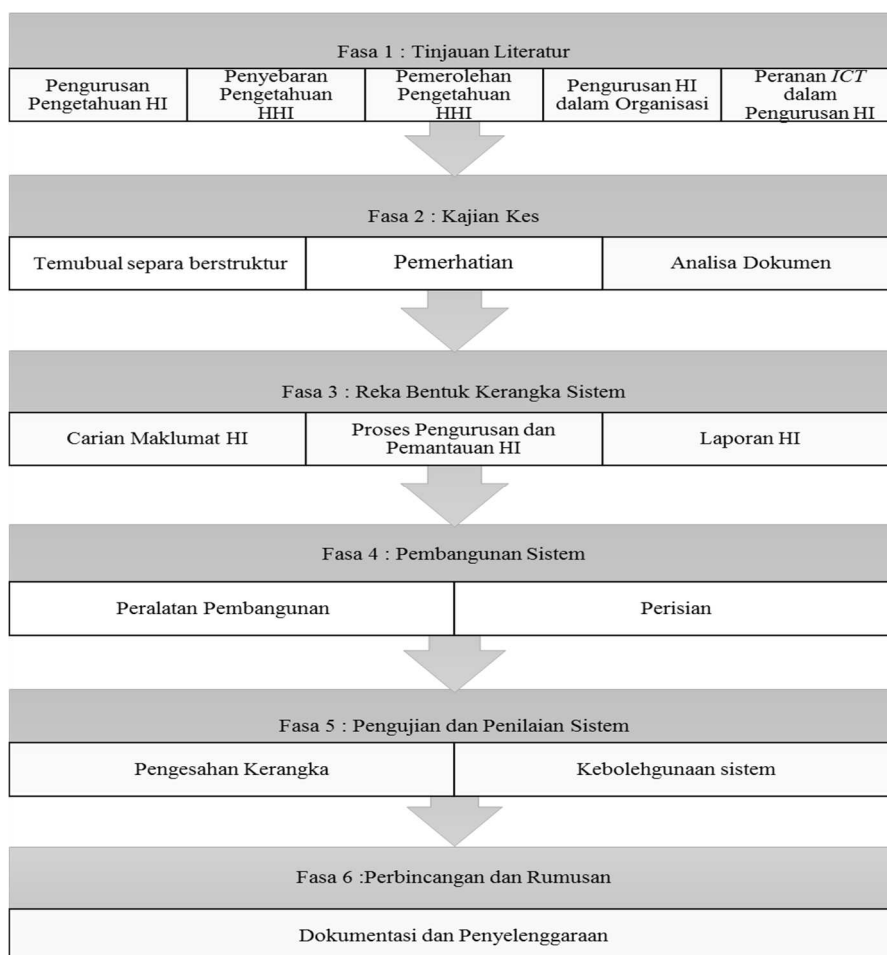 Fasa 1 : Tinjauan Literatur
Pengurusan
Pengetahuan HI
Penyebaran
Pengetahuan
HHI
Pemerolehan
Pengetahuan
HHI
Pengurusan HI
dalam Organisasi
Peranan ICT
dalam
Pengurusan HI
Fasa 2 : Kajian Kes
Temubual separa berstruktur
Pemerhatian
Analisa Dokumen
Fasa 3 : Reka Bentuk Kerangka Sistem
Carian Maklumat HI
Proses Pengurusan dan
Pemantauan HI
Laporan HI
Fasa 4 : Pembangunan Sistem
Peralatan Pembangunan
Perisian
Fasa 5 : Pengujian dan Penilaian Sistem
Pengesahan Kerangka
Kebolehgunaan sistem
Fasa 6 :Perbincangan dan Rumusan
Dokumentasi dan Penyelenggaraan